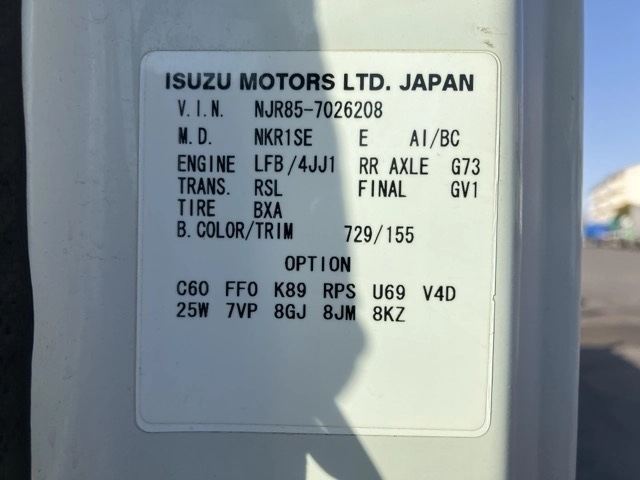 ISUZU MOTORS LTD. JAPAN
V.I.N. NJR85-7026208
M.D. NKR1SE E AI/BC
ENGINE LFB/4JJ1 RR AXLE G73
TRANS. RSL FINAL GV1
TIRE BXA
B.COLOR/TRIM 729/155
OPTION
C60 FF0 K89 RPS U69 V4D
25W 7VP 8GJ 8JM 8KZ